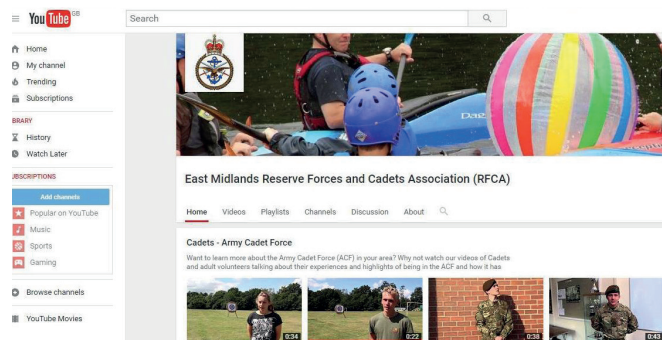 YouTube GB
Search
Home
My channel
Trending
Subscriptions
BRARY
History
Watch Later
UBSCRIPTIONS
Add channels
Popular on YouTube
Music
Sports
Gaming
Browse channels
YouTube Movies
Dag
East Midlands Reserve Forces and Cadets Association (RFCA)
Home Videos Playlists Channels Discussion About
Cadets - Army Cadet Force
Want to learn more about the Army Cadet Force (ACF) in your area? Why not watch our videos of Cadets
and adult volunteers talking about their experiences and highlights of being in the ACF and how it has
0:34 0:22 0:38 0:43